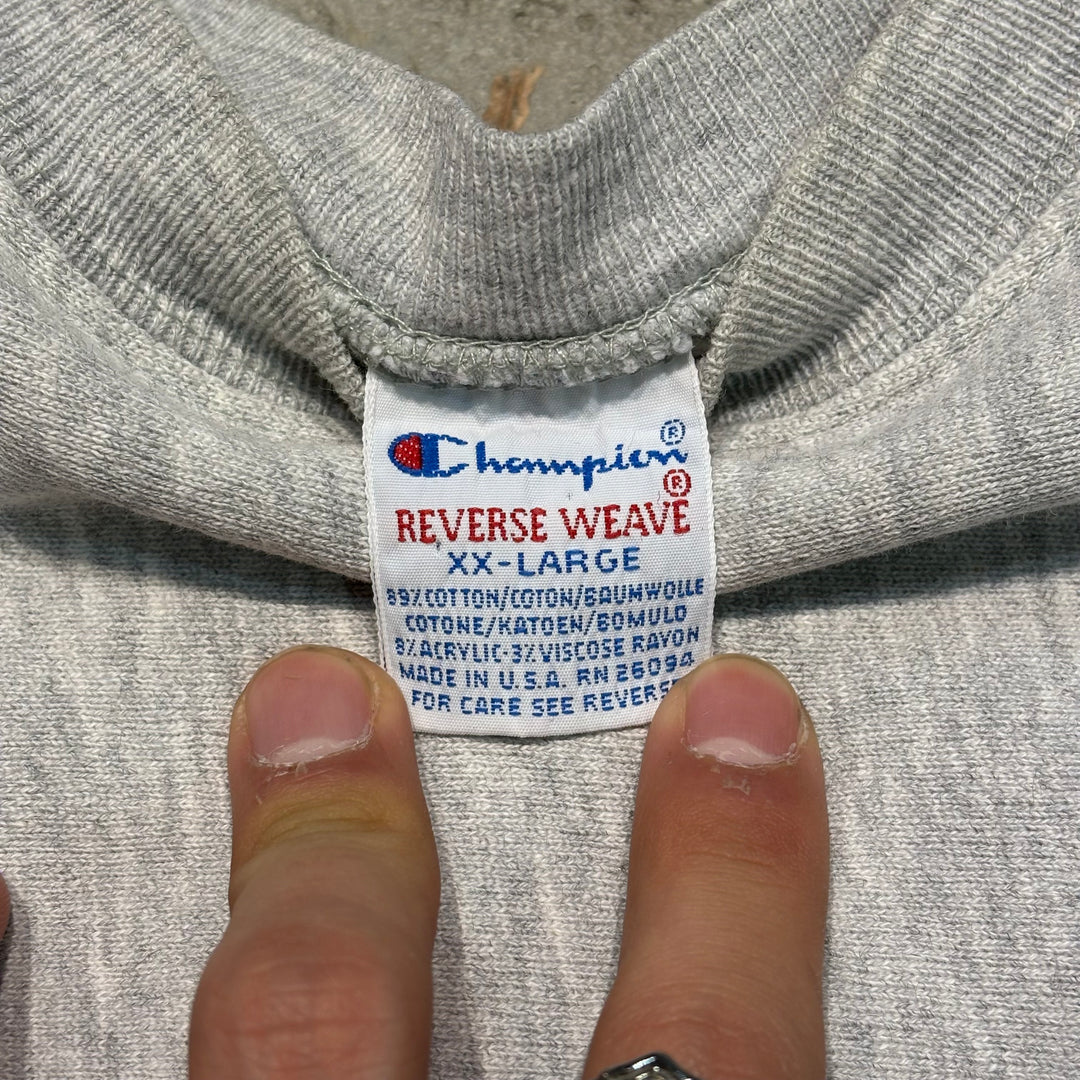 Champion®
REVERSE WEAVE®
XX-LARGE
89%COTTON/COTON/BAUMWOLLE
COTONE/KATOEN/BOMULD
8%ACRYLIC-3%VISCOSE RAYON
MADE IN U.S.A. RN 26094
FOR CARE SEE REVERSE